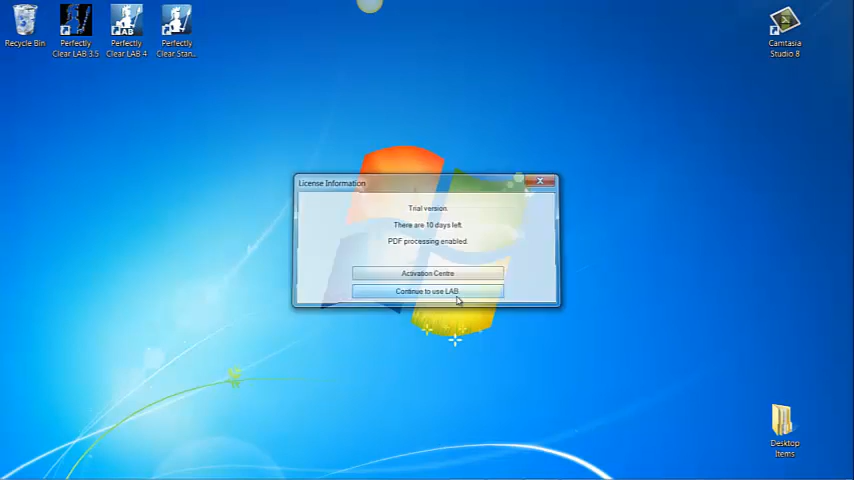 Recycle Bin
Perfectly
Clear LAB 3.5
Perfectly
Clear LAB 4
Perfectly
Clear Stan...
Camtasia
Studio 8
License Information
Trial version.
There are 10 days left.
PDF processing enabled.
Activation Centre
Continue to use LAB
Desktop
Items